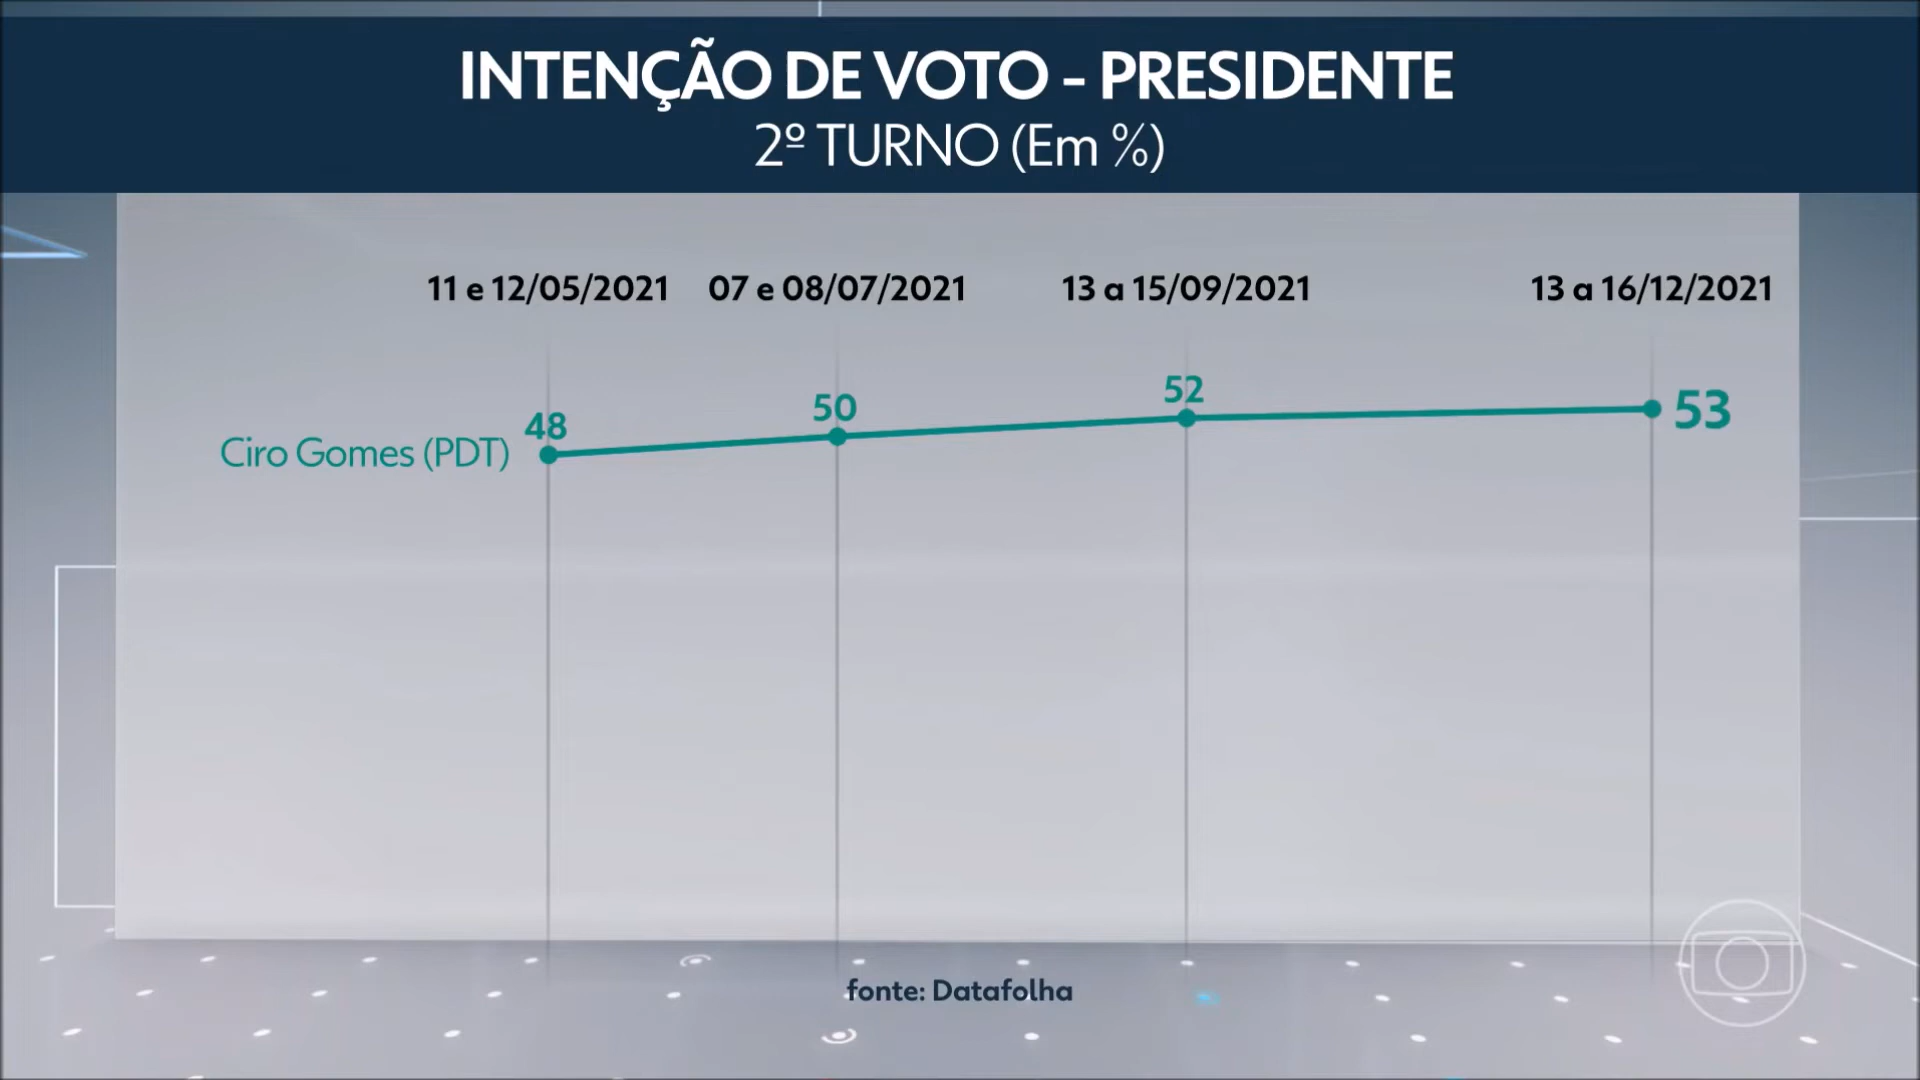 INTENÇÃO DE VOTO - PRESIDENTE
2º TURNO (Em %)
11 e 12/05/2021 07 e 08/07/2021 13 a 15/09/2021 13 a 16/12/2021
Ciro Gomes (PDT) 48 50 52 53
fonte: Datafolha